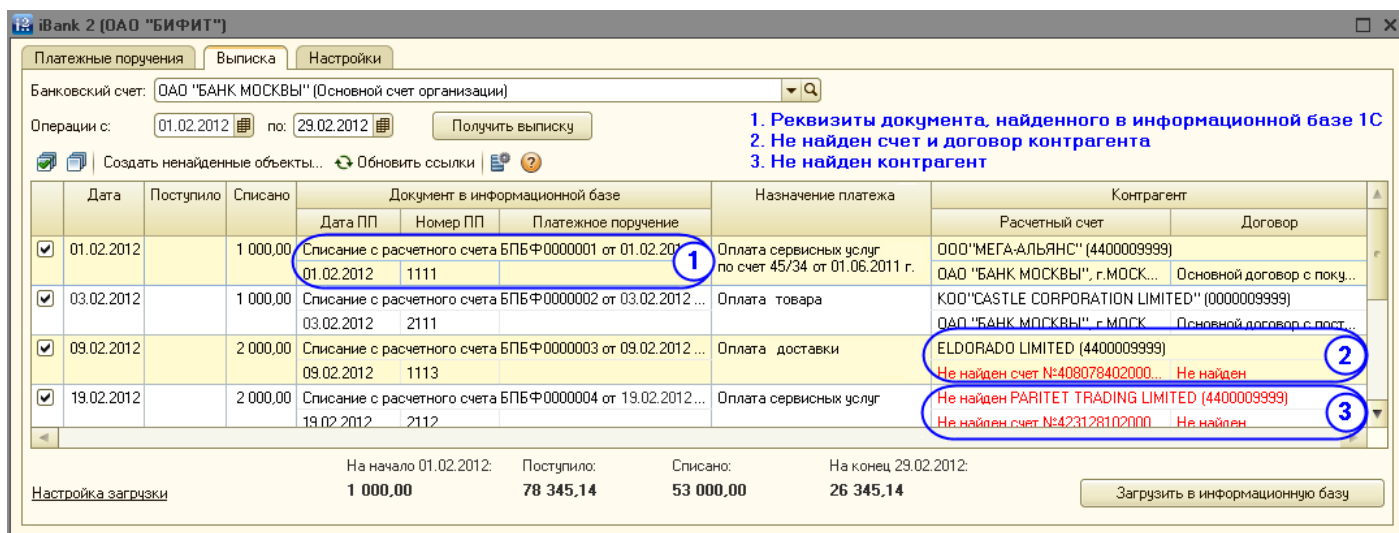 iBank 2 (ОАО "БИФИТ")
Платежные поручения Выписка Настройки
Банковский счет: ОАО "БАНК МОСКВЫ" (Основной счет организации)
Операции с: 01.02.2012 по: 29.02.2012 Получить выписку
1. Реквизиты документа, найденного в информационной базе 1С
2. Не найден счет и договор контрагента
3. Не найден контрагент
Создать ненайденные объекты... Обновить ссылки
Дата Поступило Списано Документ в информационной базе Назначение платежа Контрагент
Дата ПП Номер ПП Платежное поручение Расчетный счет Договор
01.02.2012 1 000,00 Списание с расчетного счета БПБФ0000001 от 01.02.201 Оплата сервисных услуг ООО"МЕГА-АЛЬЯНС" (4400009999)
1
по счет 45/34 от 01.06.2011 г.
01.02.2012 1111 ОАО "БАНК МОСКВЫ", г.МОСК... Основной договор с поку...
03.02.2012 1 000,00 Списание с расчетного счета БПБФ0000002 от 03.02.2012 ... Оплата товара КОО"CASTLE CORPORATION LIMITED" (0000009999)
03.02.2012 2111 ОАО "БАНК МОСКВЫ", г.МОСК... Основной договор с пост...
09.02.2012 2 000,00 Списание с расчетного счета БПБФ0000003 от 09.02.2012 ... Оплата доставки ELDORADO LIMITED (4400009999)
2
09.02.2012 1113 Не найден счет №408078402000... Не найден
19.02.2012 2 000,00 Списание с расчетного счета БПБФ0000004 от 19.02.2012... Оплата сервисных услуг Не найден PARITET TRADING LIMITED (4400009999)
3
19.02.2012 2112 Не найден счет №423128102000... Не найден
На начало 01.02.2012: Поступило: Списано: На конец 29.02.2012:
Настройка загрузки 1 000,00 78 345,14 53 000,00 26 345,14 Загрузить в информационную базу